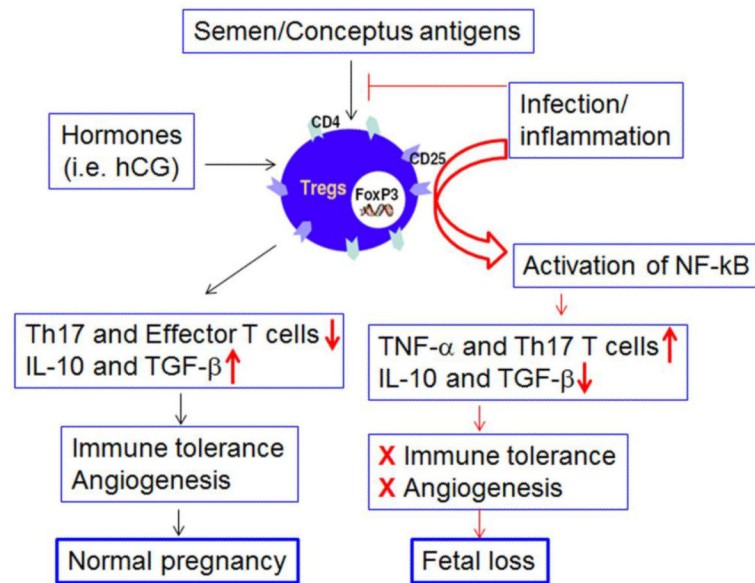 Semen/Conceptus antigens
Infection/
inflammation
Hormones
(i.e. hCG)
CD4
CD25
Tregs
FoxP3
Activation of NF-kB
Th17 and Effector T cells
IL-10 and TGF-β
TNF-α and Th17 T cells
IL-10 and TGF-β
Immune tolerance
Angiogenesis
X Immune tolerance
X Angiogenesis
Normal pregnancy
Fetal loss